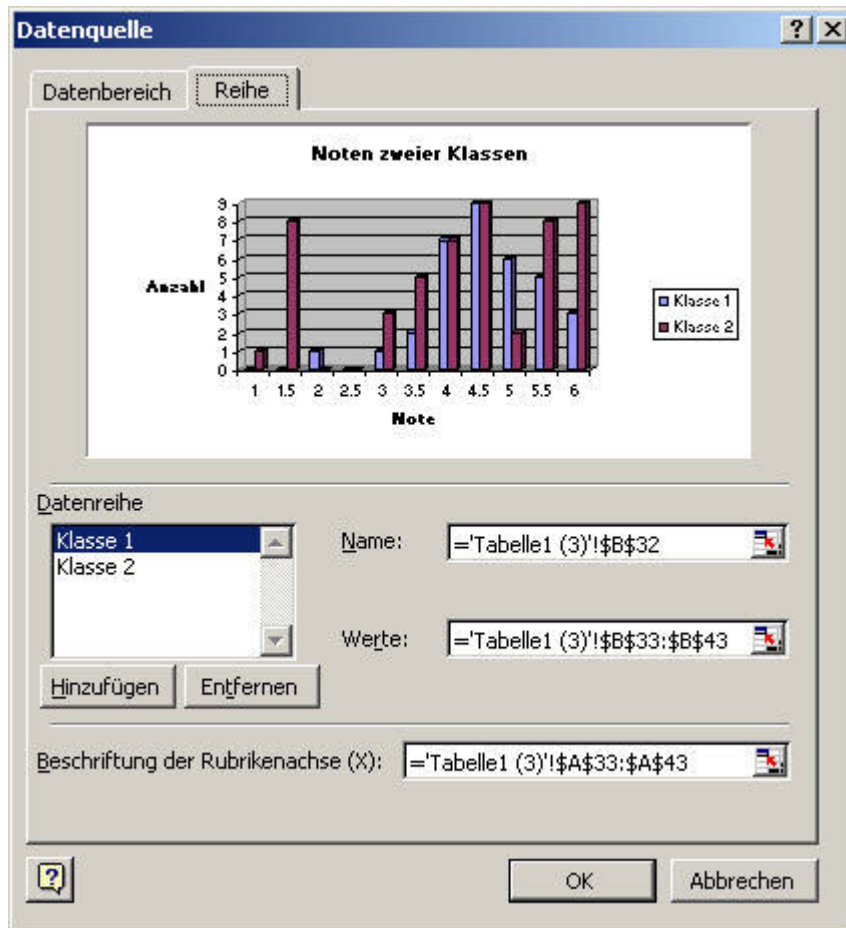 Datenquelle
Datenbereich Reihe
Noten zweier Klassen
9
8
7
6
5
4
3
2
1
0
Anzahl
1 1.5 2 2.5 3 3.5 4 4.5 5 5.5 6
Note
Klasse 1
Klasse 2
Datenreihe
Klasse 1
Klasse 2
Name: ='Tabelle1 (3)'!$B$32
Werte: ='Tabelle1 (3)'!$B$33:$B$43
Hinzufügen Entfernen
Beschriftung der Rubrikenachse (X): ='Tabelle1 (3)'!$A$33:$A$43
OK Abbrechen